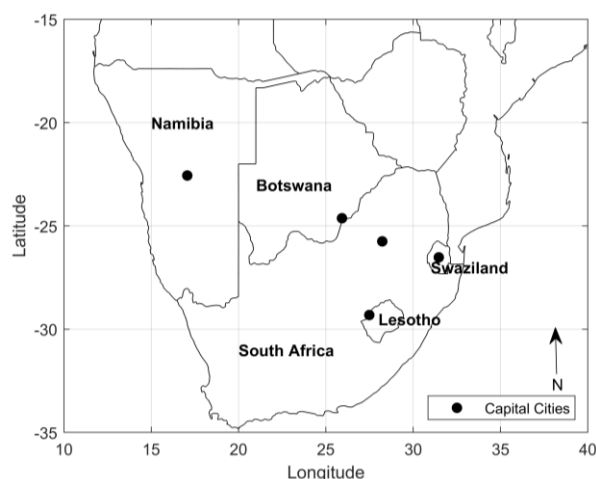 -15
-20
-25
-30
-35
Latitude
Namibia
Botswana
Swaziland
Lesotho
South Africa
N
Capital Cities
10 15 20 25 30 35 40
Longitude